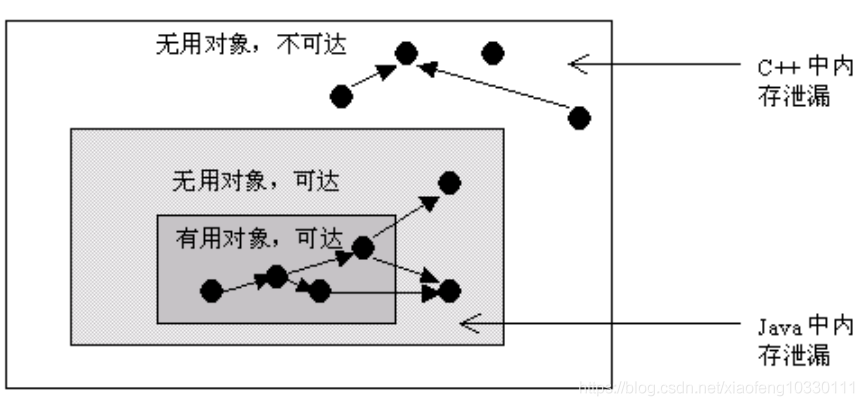 无用对象，不可达
C++ 中内
存泄漏
无用对象，可达
有用对象，可达
Java 中内
存泄漏
https://blog.csdn.net/xiaofeng10330111